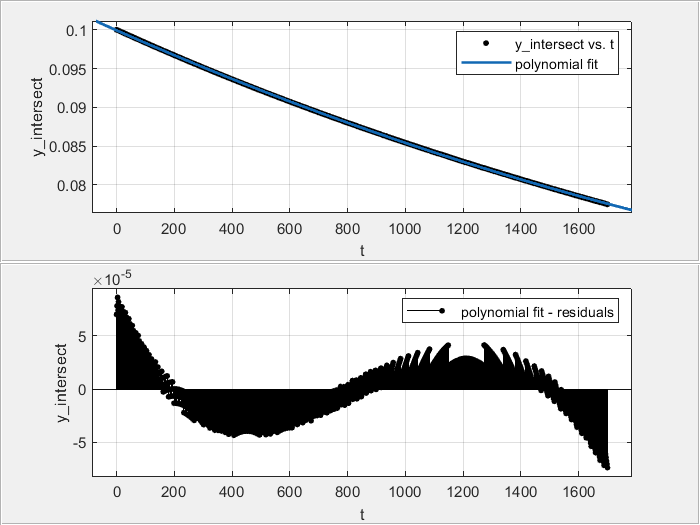 0.1
0.095
0.09
0.085
0.08
y_intersect
y_intersect vs. t
polynomial fit
0 200 400 600 800 1000 1200 1400 1600
t
×10-5
5
0
-5
y_intersect
polynomial fit - residuals
0 200 400 600 800 1000 1200 1400 1600
t